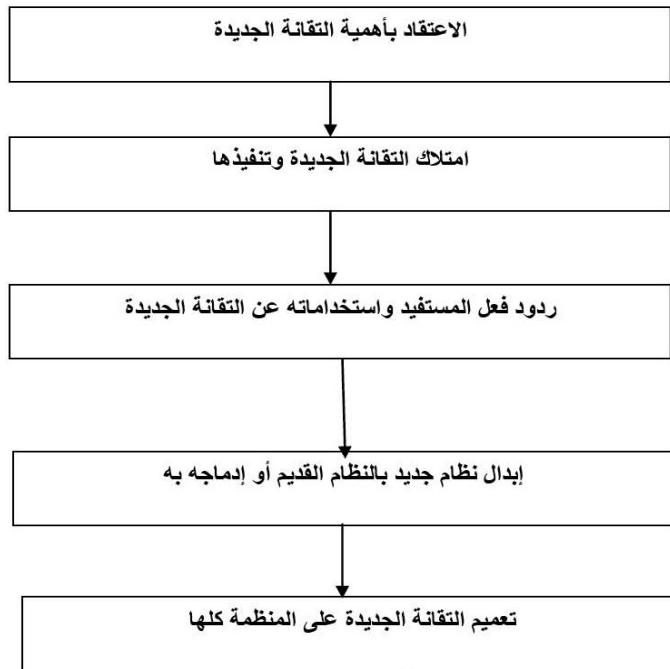 الاعتقاد بأهمية التقانة الجديدة
امتلاك التقانة الجديدة وتنفيذها
ردود فعل المستفيد واستخداماته عن التقانة الجديدة
إبدال نظام جديد بالنظام القديم أو إدماجه به
تعميم التقانة الجديدة على المنظمة كلها